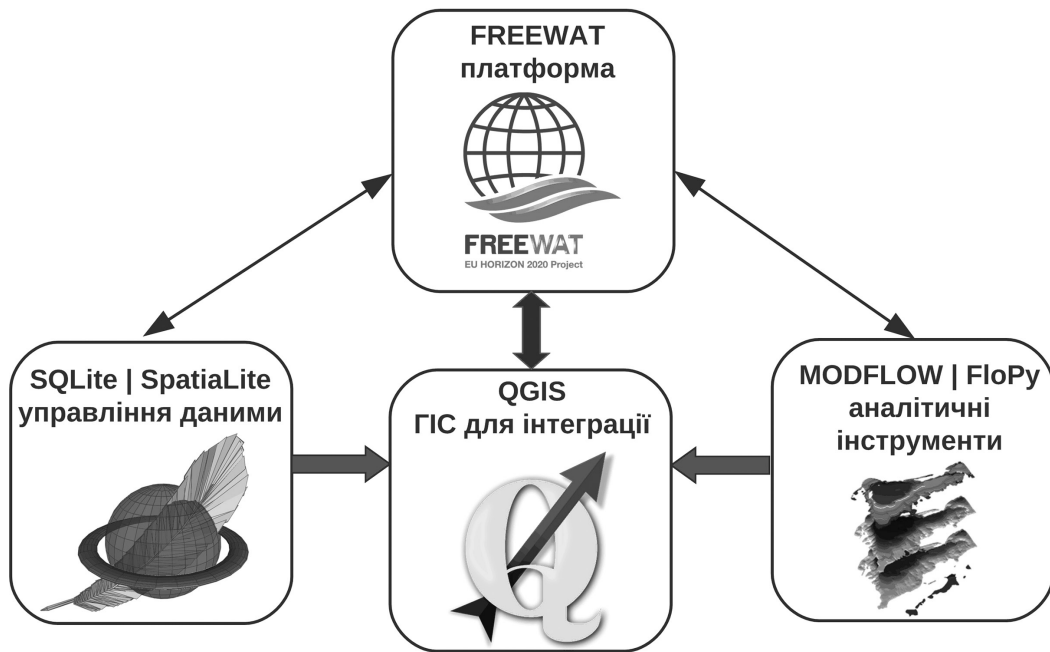 FREEWAT
платформа
FREEWAT
EU HORIZON 2020 Project
SQLite | SpatiaLite
управління даними
QGIS
ГІС для інтеграції
MODFLOW | FloPy
аналітичні
інструменти